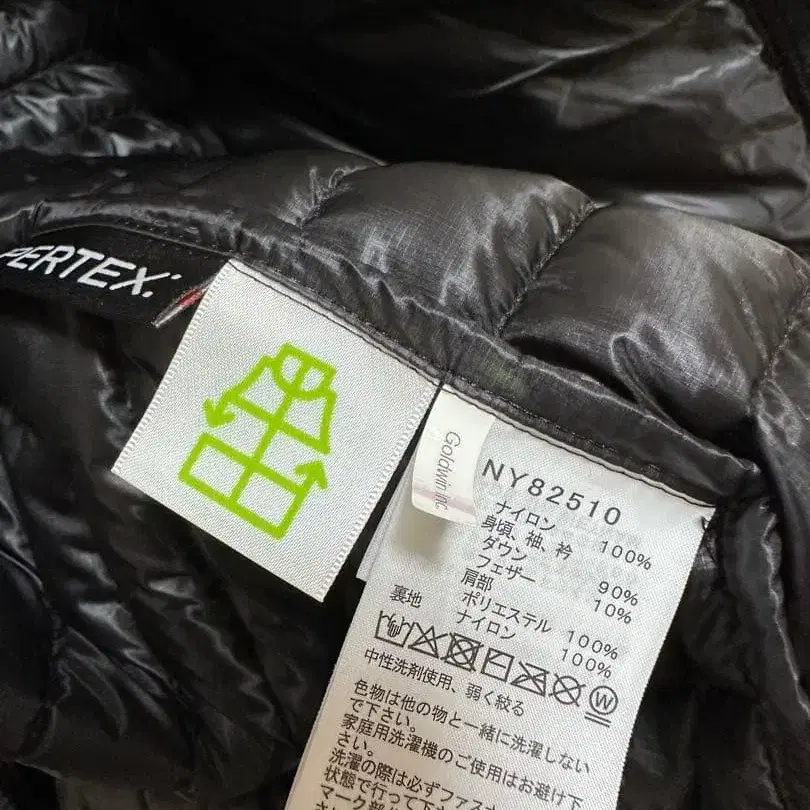 PERTEX
Goldwin inc.
NY82510
ナイロン 100%
身頃、袖、衿
ダウン 90%
フェザー 10%
肩部
ポリエステル 100%
裏地 ナイロン 100%
中性洗剤使用、弱く絞る
色物は他の物と一緒に洗濯しない
で下さい。
家庭用洗濯機のご使用はお避け下
さい。
洗濯の際は必ずファ
状態で行って下
マーク部